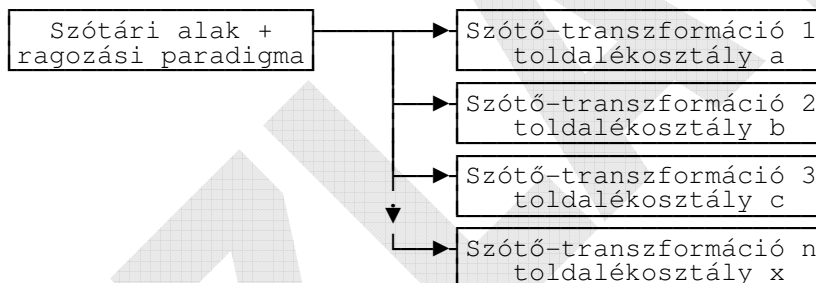 Szótári alak +
ragozási paradigma
Szótő-transzformáció 1
toldalékosztály a
Szótő-transzformáció 2
toldalékosztály b
Szótő-transzformáció 3
toldalékosztály c
Szótő-transzformáció n
toldalékosztály x